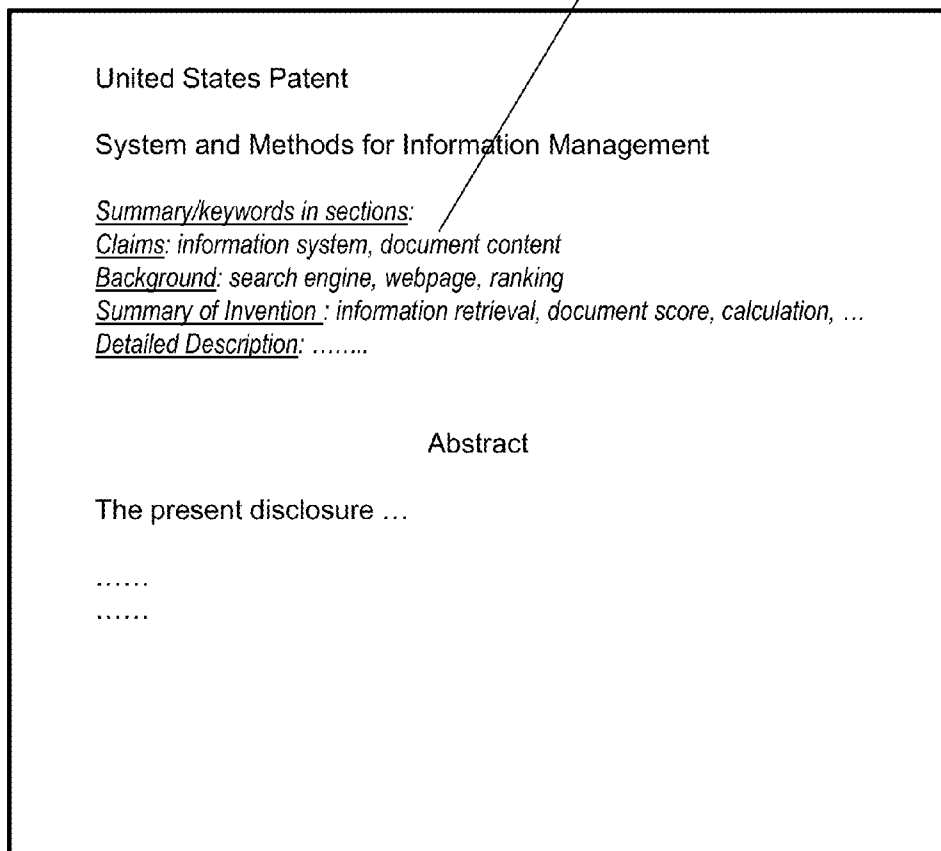 United States Patent
System and Methods for Information Management
Summary/keywords in sections:
Claims: information system, document content
Background: search engine, webpage, ranking
Summary of Invention : information retrieval, document score, calculation, …
Detailed Description: ……..
Abstract
The present disclosure …
……
……